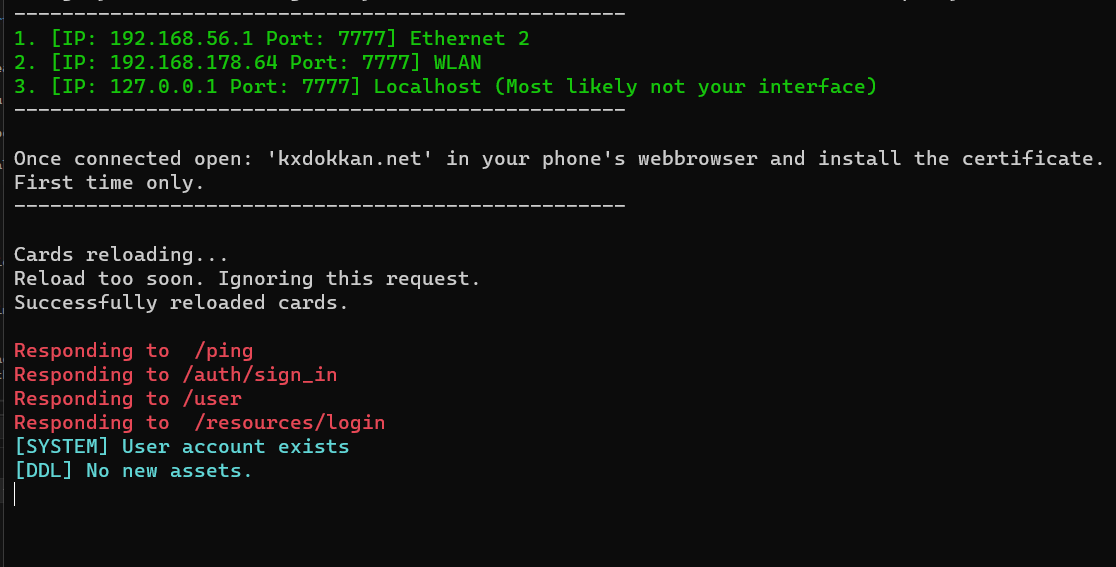 ---------------------------------------------------
1. [IP: 192.168.56.1 Port: 7777] Ethernet 2
2. [IP: 192.168.178.64 Port: 7777] WLAN
3. [IP: 127.0.0.1 Port: 7777] Localhost (Most likely not your interface)
---------------------------------------------------
Once connected open: 'kxdokkan.net' in your phone's webbrowser and install the certificate.
First time only.
---------------------------------------------------
Cards reloading...
Reload too soon. Ignoring this request.
Successfully reloaded cards.
Responding to  /ping
Responding to /auth/sign_in
Responding to /user
Responding to  /resources/login
[SYSTEM] User account exists
[DDL] No new assets.